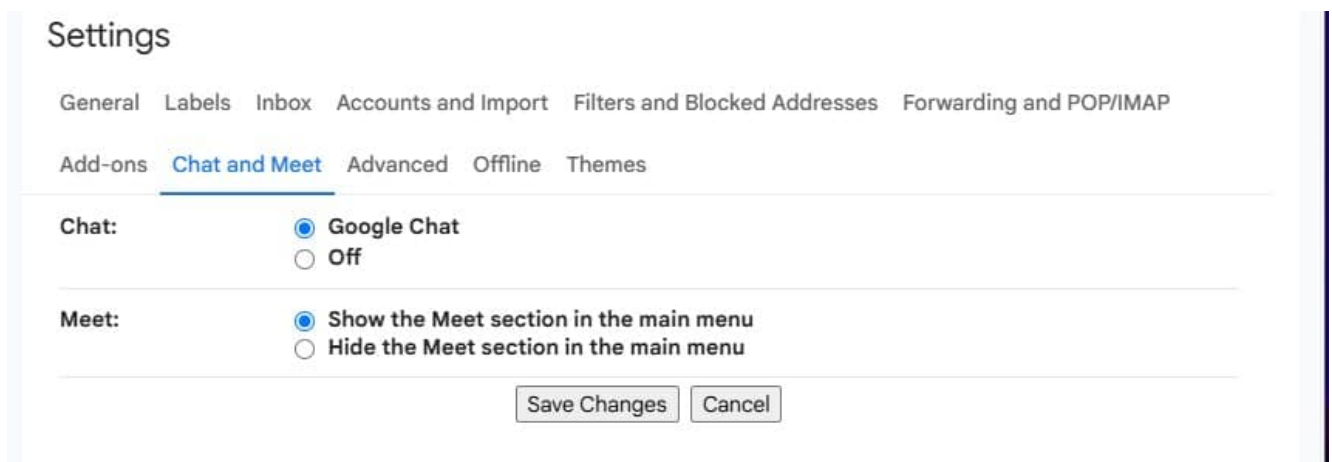 Settings
General Labels Inbox Accounts and Import Filters and Blocked Addresses Forwarding and POP/IMAP
Add-ons Chat and Meet Advanced Offline Themes
Chat: Google Chat
Off
Meet: Show the Meet section in the main menu
Hide the Meet section in the main menu
Save Changes Cancel